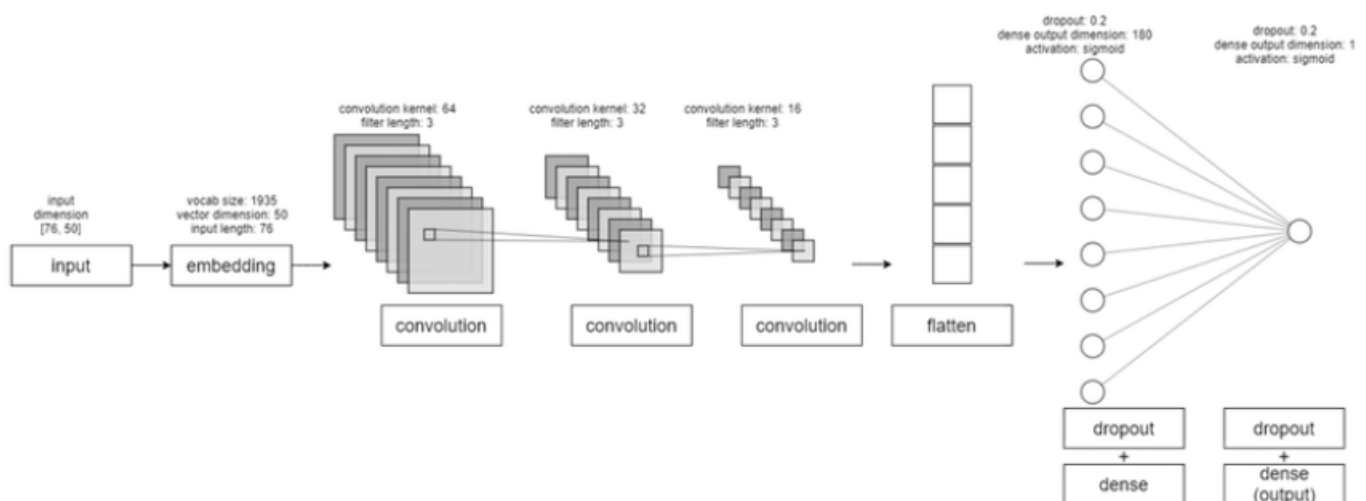 input
dimension
[76, 50]
input
vocab size: 1935
vector dimension: 50
input length: 76
embedding
convolution kernel: 64
filter length: 3
convolution
convolution kernel: 32
filter length: 3
convolution
convolution kernel: 16
filter length: 3
convolution
flatten
dropout: 0.2
dense output dimension: 180
activation: sigmoid
dropout
+
dense
dropout: 0.2
dense output dimension: 1
activation: sigmoid
dropout
+
dense
(output)